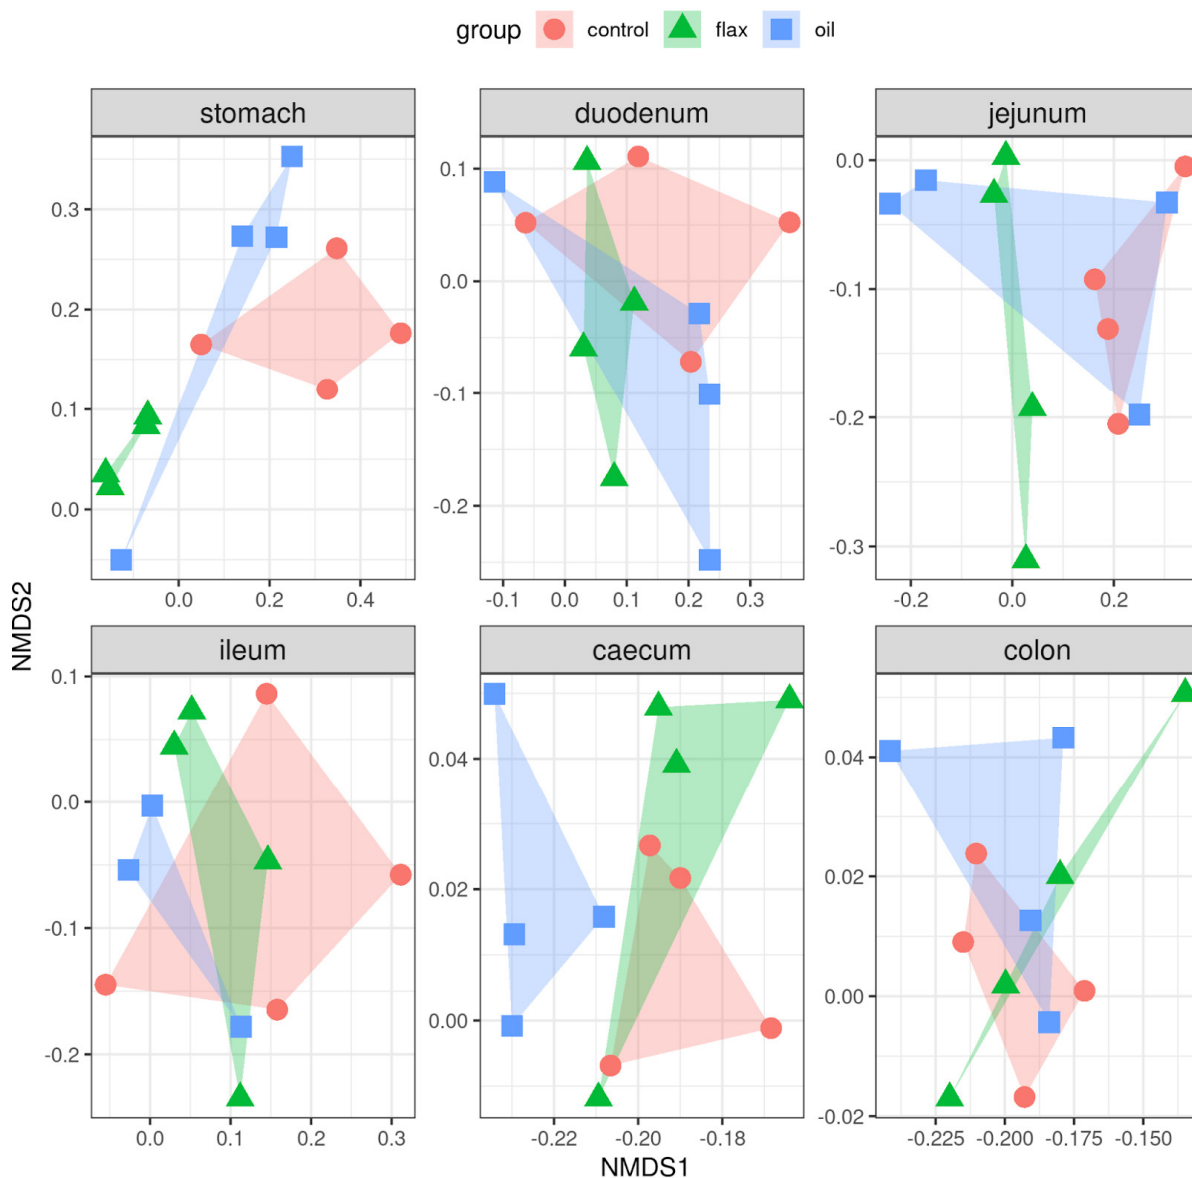 group control flax oil
stomach duodenum jejunum
0.3
0.2
0.1
0.0
0.0 0.2 0.4
0.1
0.0
-0.1
-0.2
-0.1 0.0 0.1 0.2 0.3
0.0
-0.1
-0.2
-0.3
-0.2 0.0 0.2
NMDS2
ileum caecum colon
0.1
0.0
-0.1
-0.2
0.0 0.1 0.2 0.3
0.04
0.02
0.00
-0.22 -0.20 -0.18
0.04
0.02
0.00
-0.02
-0.225 -0.200 -0.175 -0.150
NMDS1